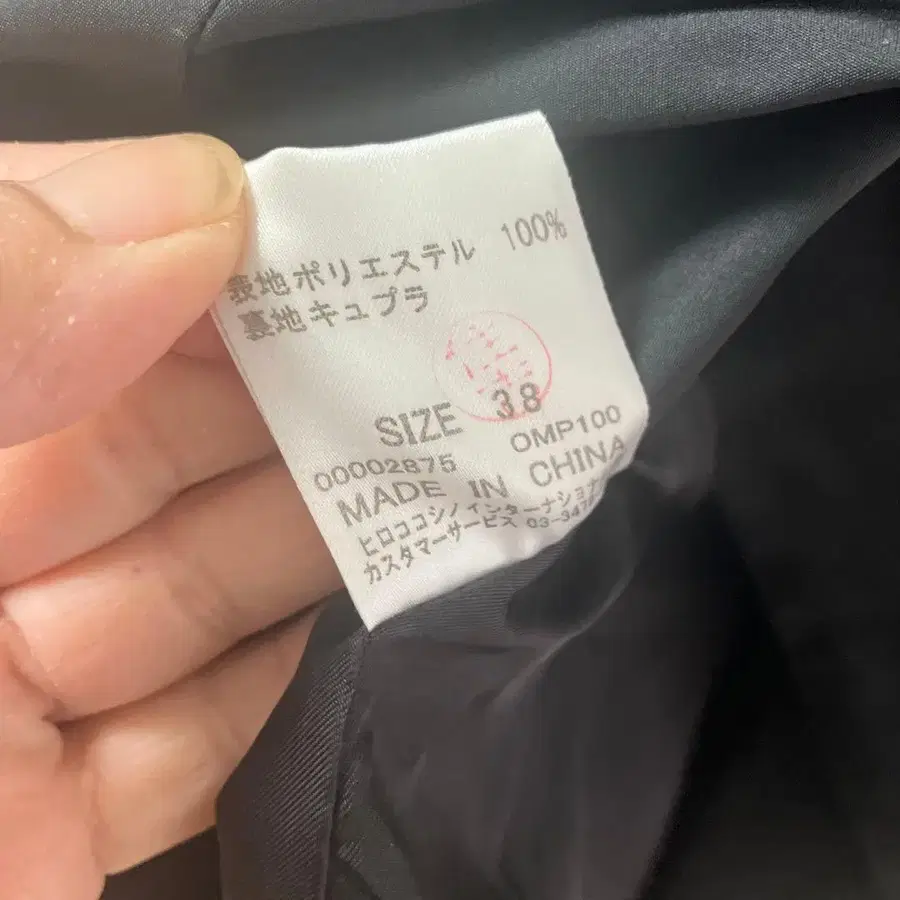 表地ポリエステル 100%
裏地キュプラ
SIZE 38
00002875 OMP100
MADE IN CHINA
ヒロココシノインターナショナ
カスタマーサービス 03-347